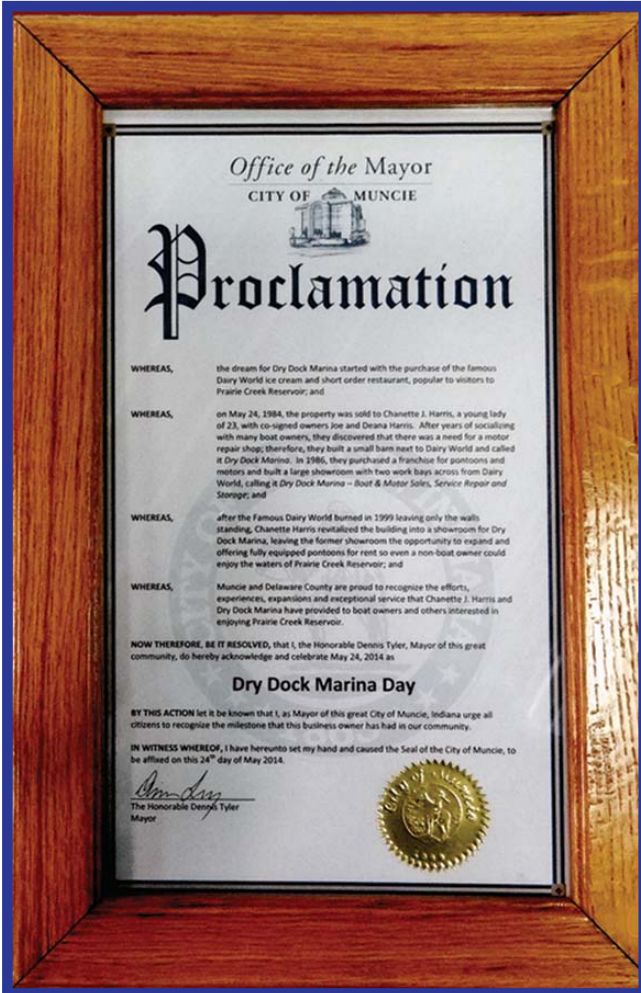 Office of the Mayor
CITY OF MUNCIE
Proclamation
WHEREAS, the dream for Dry Dock Marina started with the purchase of the famous
Dairy World ice cream and short order restaurant, popular to visitors to
Prairie Creek Reservoir; and
WHEREAS, on May 24, 1984, the property was sold to Chanette J. Harris, a young lady
of 23, with co-signed owners Joe and Deana Harris. After years of socializing
with many boat owners, they discovered that there was a need for a motor
repair shop; therefore, they built a small barn next to Dairy World and called
it Dry Dock Marina. In 1986, they purchased a franchise for pontoons and
motors and built a large showroom with two work bays across from Dairy
World, calling it Dry Dock Marina – Boat & Motor Sales, Service Repair and
Storage; and
WHEREAS, after the Famous Dairy World burned in 1999 leaving only the walls
standing, Chanette Harris revitalized the building into a showroom for Dry
Dock Marina, leaving the former showroom the opportunity to expand and
offering fully equipped pontoons for rent so even a non-boat owner could
enjoy the waters of Prairie Creek Reservoir; and
WHEREAS, Muncie and Delaware County are proud to recognize the efforts,
experiences, expansions and exceptional service that Chanette J. Harris and
Dry Dock Marina have provided to boat owners and others interested in
enjoying Prairie Creek Reservoir.
NOW THEREFORE, BE IT RESOLVED, that I, the Honorable Dennis Tyler, Mayor of this great
community, do hereby acknowledge and celebrate May 24, 2014 as
Dry Dock Marina Day
BY THIS ACTION let it be known that I, as Mayor of this great City of Muncie, Indiana urge all
citizens to recognize the milestone that this business owner has had in our community.
IN WITNESS WHEREOF, I have hereunto set my hand and caused the Seal of the City of Muncie, to
be affixed on this 24th day of May 2014.
The Honorable Dennis Tyler
Mayor
City of Muncie